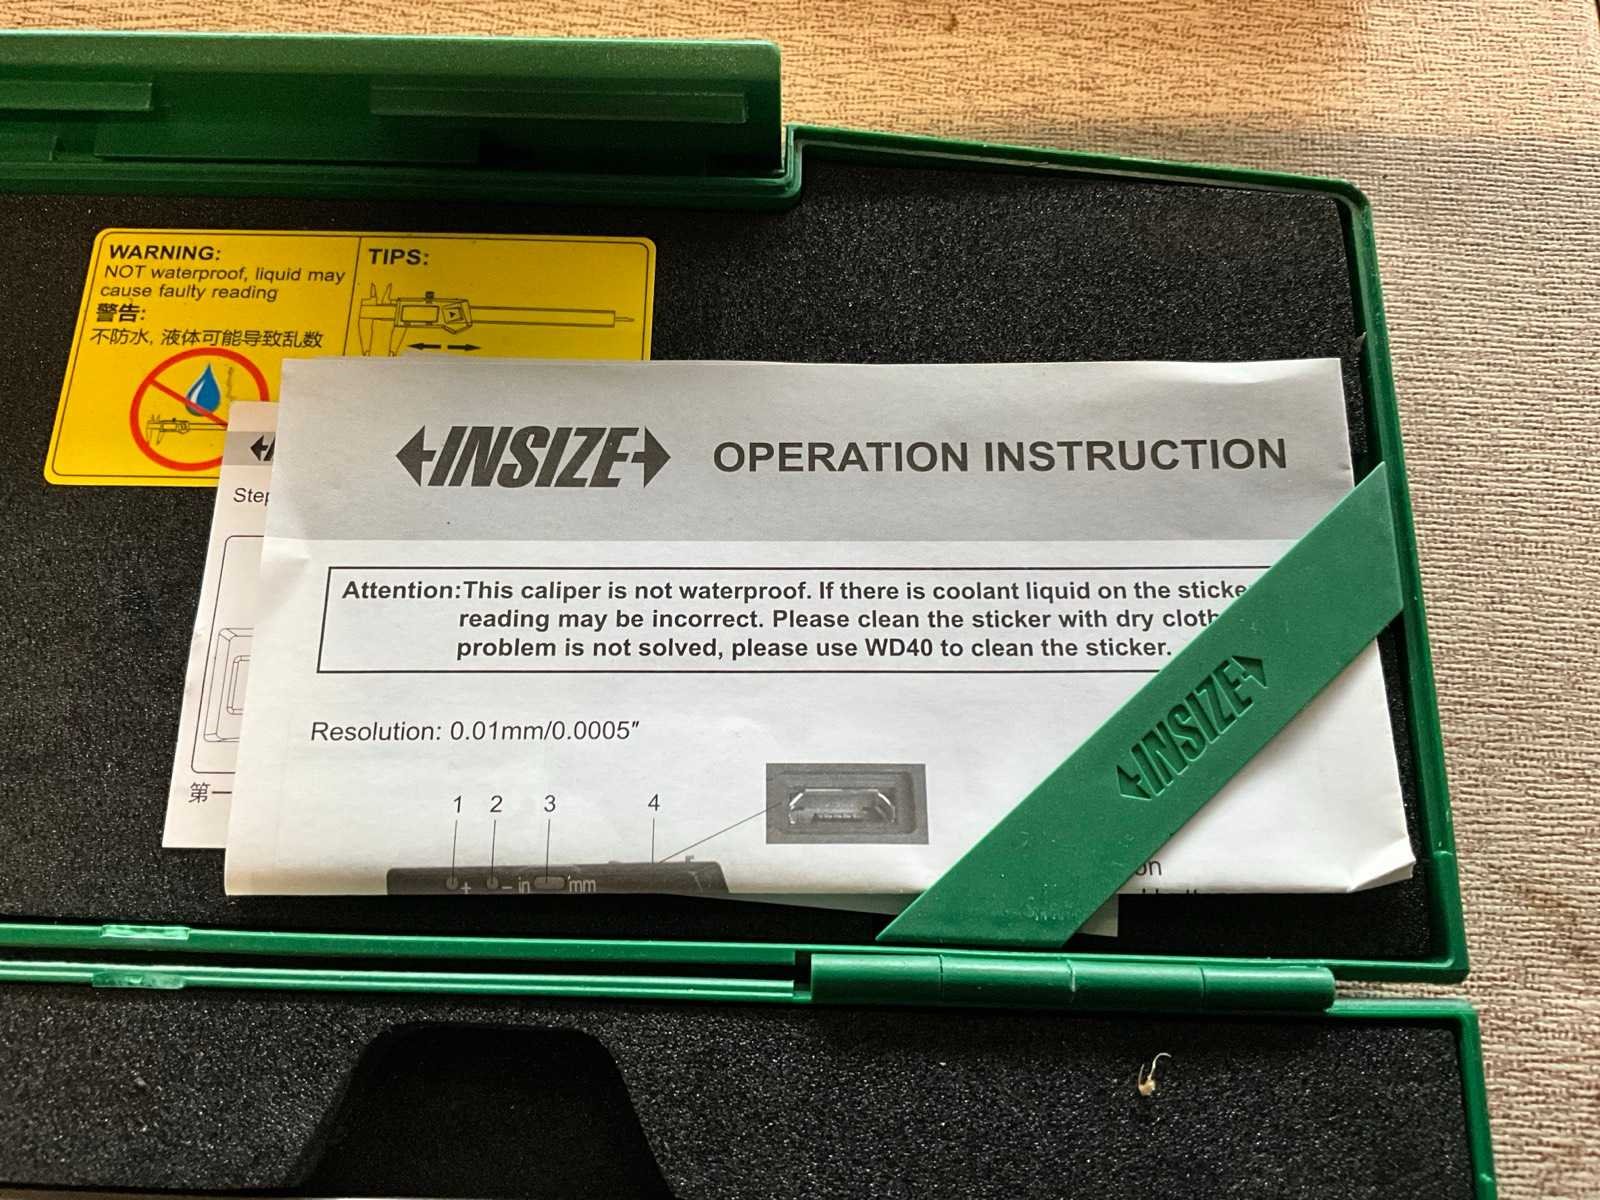 WARNING:
NOT waterproof, liquid may
cause faulty reading
警告:
不防水, 液体可能导致乱数
TIPS:
INSIZE OPERATION INSTRUCTION
Attention:This caliper is not waterproof. If there is coolant liquid on the
reading may be incorrect. Please clean the sticker with dry
problem is not solved, please use WD40 to clean the sticker.
Resolution: 0.01mm/0.0005″
1 2 3 4
+ – in mm
INSIZE
第一